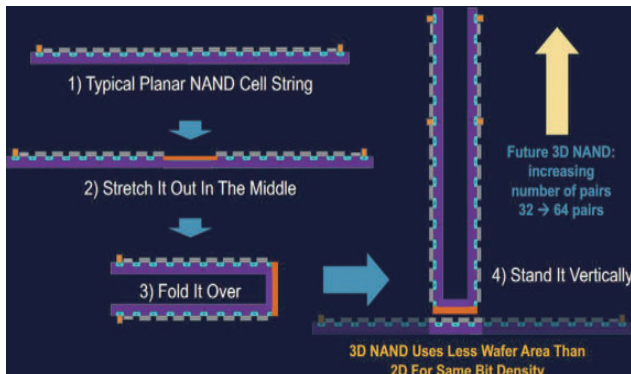 1) Typical Planar NAND Cell String
2) Stretch It Out In The Middle
3) Fold It Over
Future 3D NAND:
increasing
number of pairs
32 → 64 pairs
4) Stand It Vertically
3D NAND Uses Less Wafer Area Than
2D For Same Bit Density